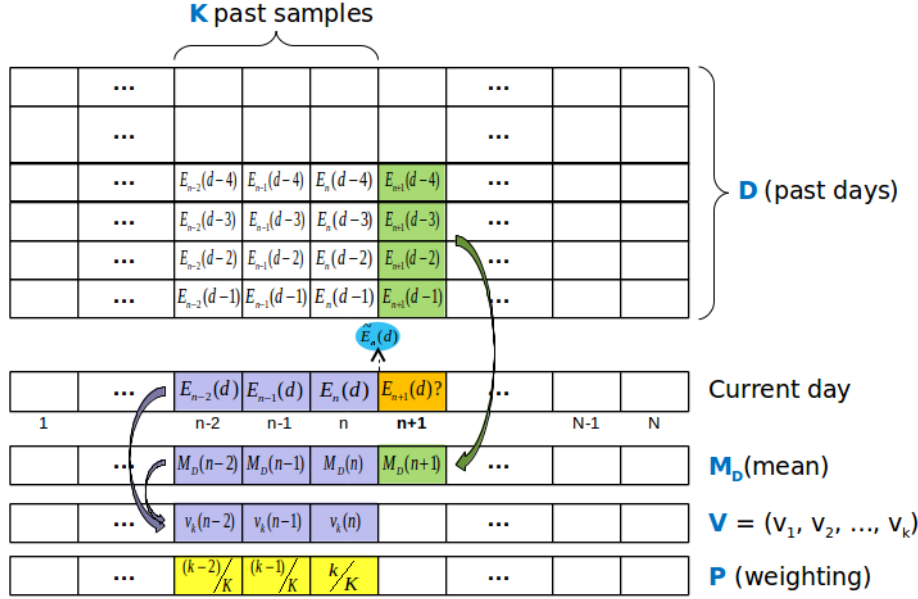 K past samples
... ...
... ...
... E_{n-2}(d-4) E_{n-1}(d-4) E_n(d-4) E_{n+1}(d-4) ...
D (past days)
... E_{n-2}(d-3) E_{n-1}(d-3) E_n(d-3) E_{n+1}(d-3) ...
... E_{n-2}(d-2) E_{n-1}(d-2) E_n(d-2) E_{n+1}(d-2) ...
... E_{n-2}(d-1) E_{n-1}(d-1) E_n(d-1) E_{n+1}(d-1) ...
Ẽ_n(d)
... E_{n-2}(d) E_{n-1}(d) E_n(d) E_{n+1}(d)? ... Current day
1 n-2 n-1 n n+1 N-1 N
... M_D(n-2) M_D(n-1) M_D(n) M_D(n+1) ... M_D(mean)
... v_k(n-2) v_k(n-1) v_k(n) ... V = (v_1, v_2, ..., v_k)
... (k-2)/K (k-1)/K k/K ... P (weighting)